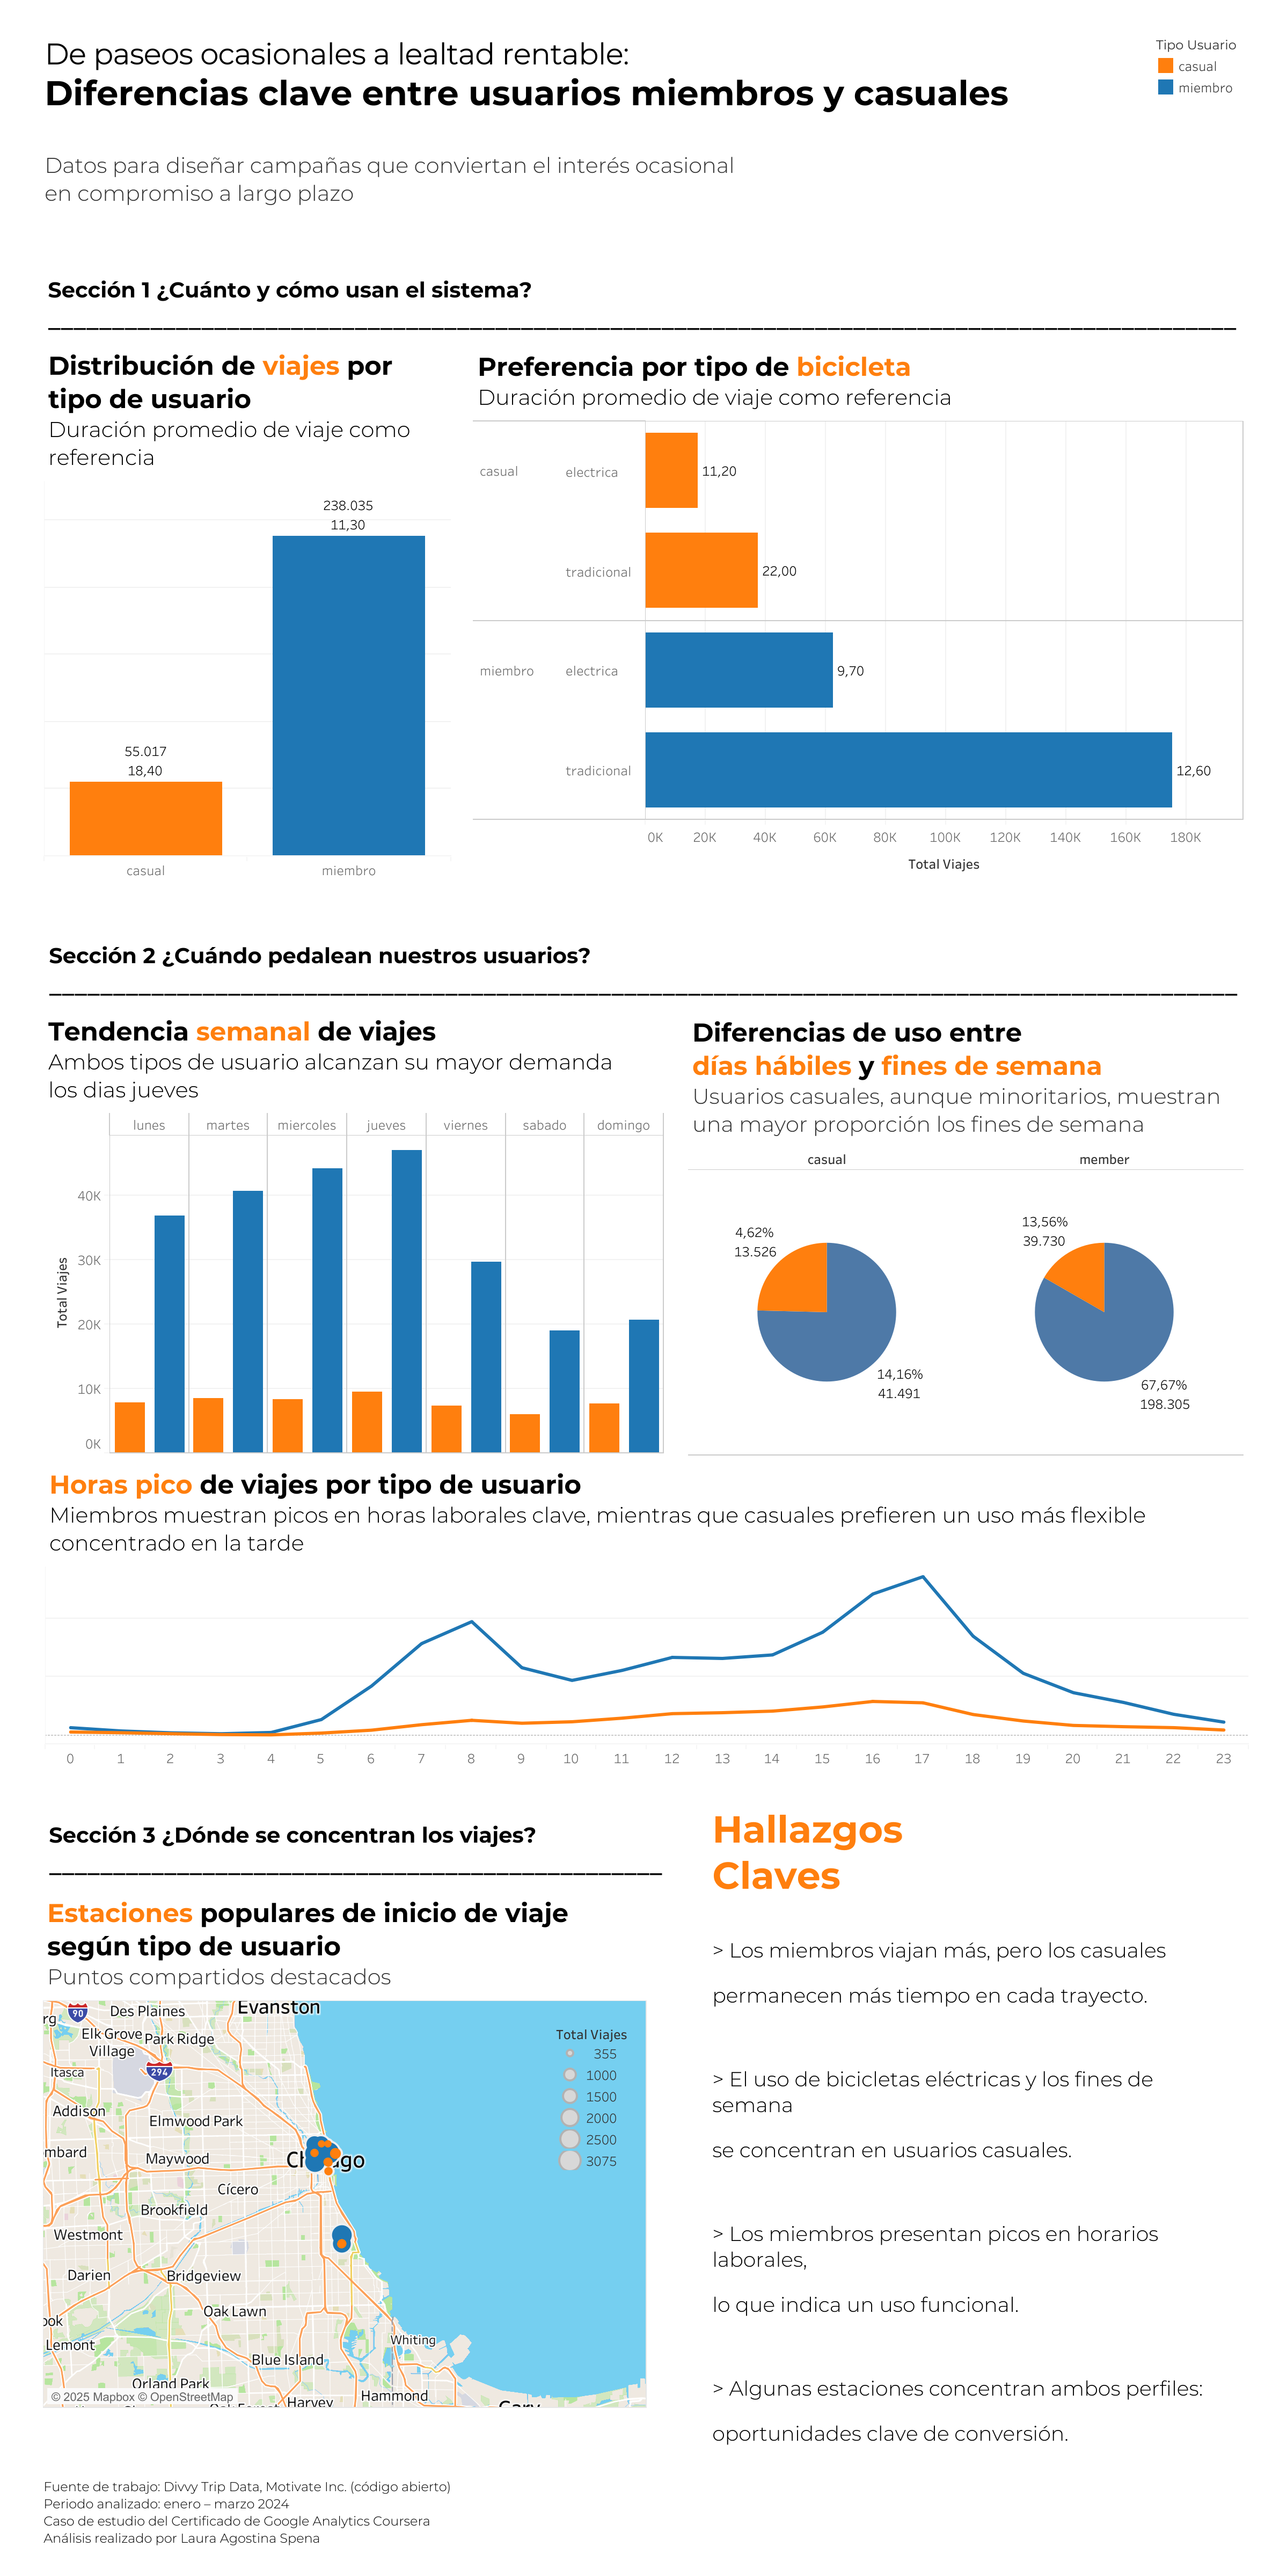 De paseos ocasionales a lealtad rentable:
Diferencias clave entre usuarios miembros y casuales
Tipo Usuario
casual
miembro
Datos para diseñar campañas que conviertan el interés ocasional
en compromiso a largo plazo
Sección 1 ¿Cuánto y cómo usan el sistema?
Distribución de viajes por
tipo de usuario
Duración promedio de viaje como
referencia
238.035
11,30
55.017
18,40
casual
miembro
Preferencia por tipo de bicicleta
Duración promedio de viaje como referencia
casual
electrica
11,20
tradicional
22,00
miembro
electrica
9,70
tradicional
12,60
0K 20K 40K 60K 80K 100K 120K 140K 160K 180K
Total Viajes
Sección 2 ¿Cuándo pedalean nuestros usuarios?
Tendencia semanal de viajes
Ambos tipos de usuario alcanzan su mayor demanda
los dias jueves
lunes martes miercoles jueves viernes sabado domingo
40K
30K
20K
10K
0K
Total Viajes
Diferencias de uso entre
días hábiles y fines de semana
Usuarios casuales, aunque minoritarios, muestran
una mayor proporción los fines de semana
casual
member
4,62%
13.526
14,16%
41.491
13,56%
39.730
67,67%
198.305
Horas pico de viajes por tipo de usuario
Miembros muestran picos en horas laborales clave, mientras que casuales prefieren un uso más flexible
concentrado en la tarde
0 1 2 3 4 5 6 7 8 9 10 11 12 13 14 15 16 17 18 19 20 21 22 23
Sección 3 ¿Dónde se concentran los viajes?
Estaciones populares de inicio de viaje
según tipo de usuario
Puntos compartidos destacados
Evanston
90
Des Plaines
rg
Elk Grove
Village
Park Ridge
294
Itasca
Addison
Elmwood Park
mbard
Maywood
Ch go
Cícero
Brookfield
Westmont
Darien
Bridgeview
Oak Lawn
ook
Lemont
Whiting
Blue Island
Orland Park
Hammond
Harvey
Gary
Oak Forest
© 2025 Mapbox © OpenStreetMap
Total Viajes
355
1000
1500
2000
2500
3075
Hallazgos
Claves
> Los miembros viajan más, pero los casuales
permanecen más tiempo en cada trayecto.
> El uso de bicicletas eléctricas y los fines de
semana
se concentran en usuarios casuales.
> Los miembros presentan picos en horarios
laborales,
lo que indica un uso funcional.
> Algunas estaciones concentran ambos perfiles:
oportunidades clave de conversión.
Fuente de trabajo: Divvy Trip Data, Motivate Inc. (código abierto)
Periodo analizado: enero – marzo 2024
Caso de estudio del Certificado de Google Analytics Coursera
Análisis realizado por Laura Agostina Spena